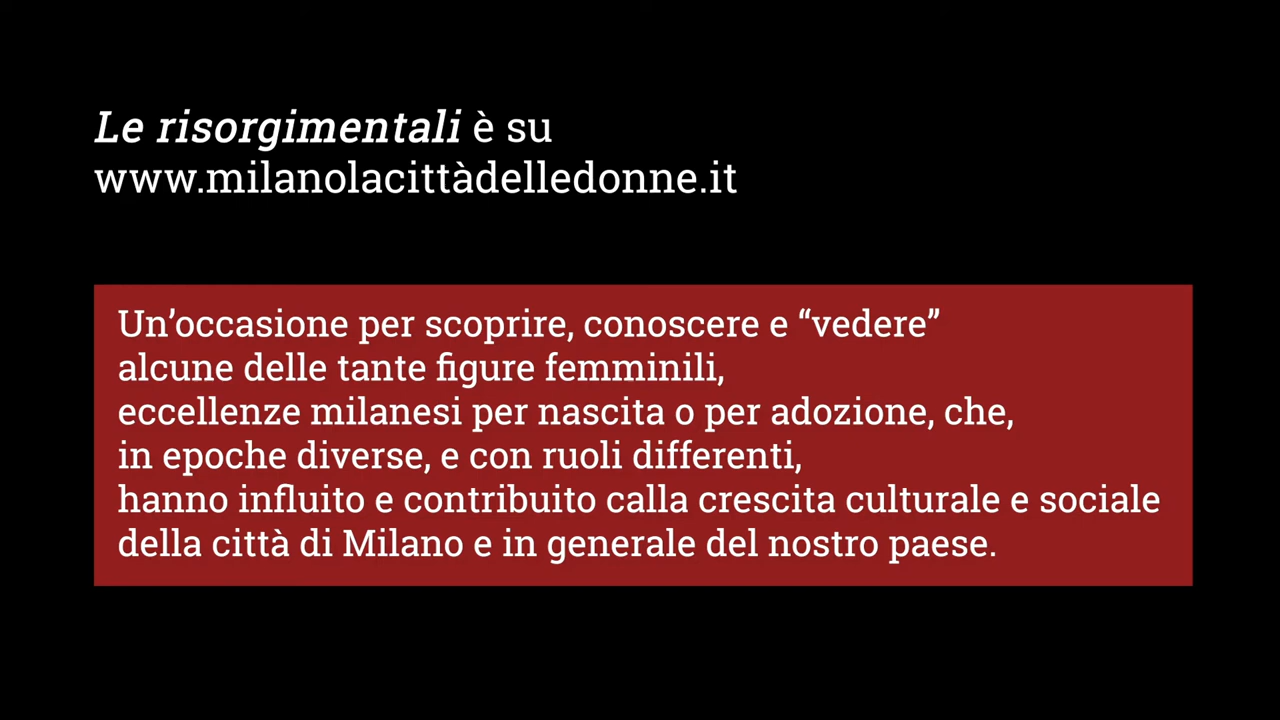 Le risorgimentali è su
www.milanolacittàdelledonne.it
Un’occasione per scoprire, conoscere e “vedere”
alcune delle tante figure femminili,
eccellenze milanesi per nascita o per adozione, che,
in epoche diverse, e con ruoli differenti,
hanno influito e contribuito calla crescita culturale e sociale
della città di Milano e in generale del nostro paese.